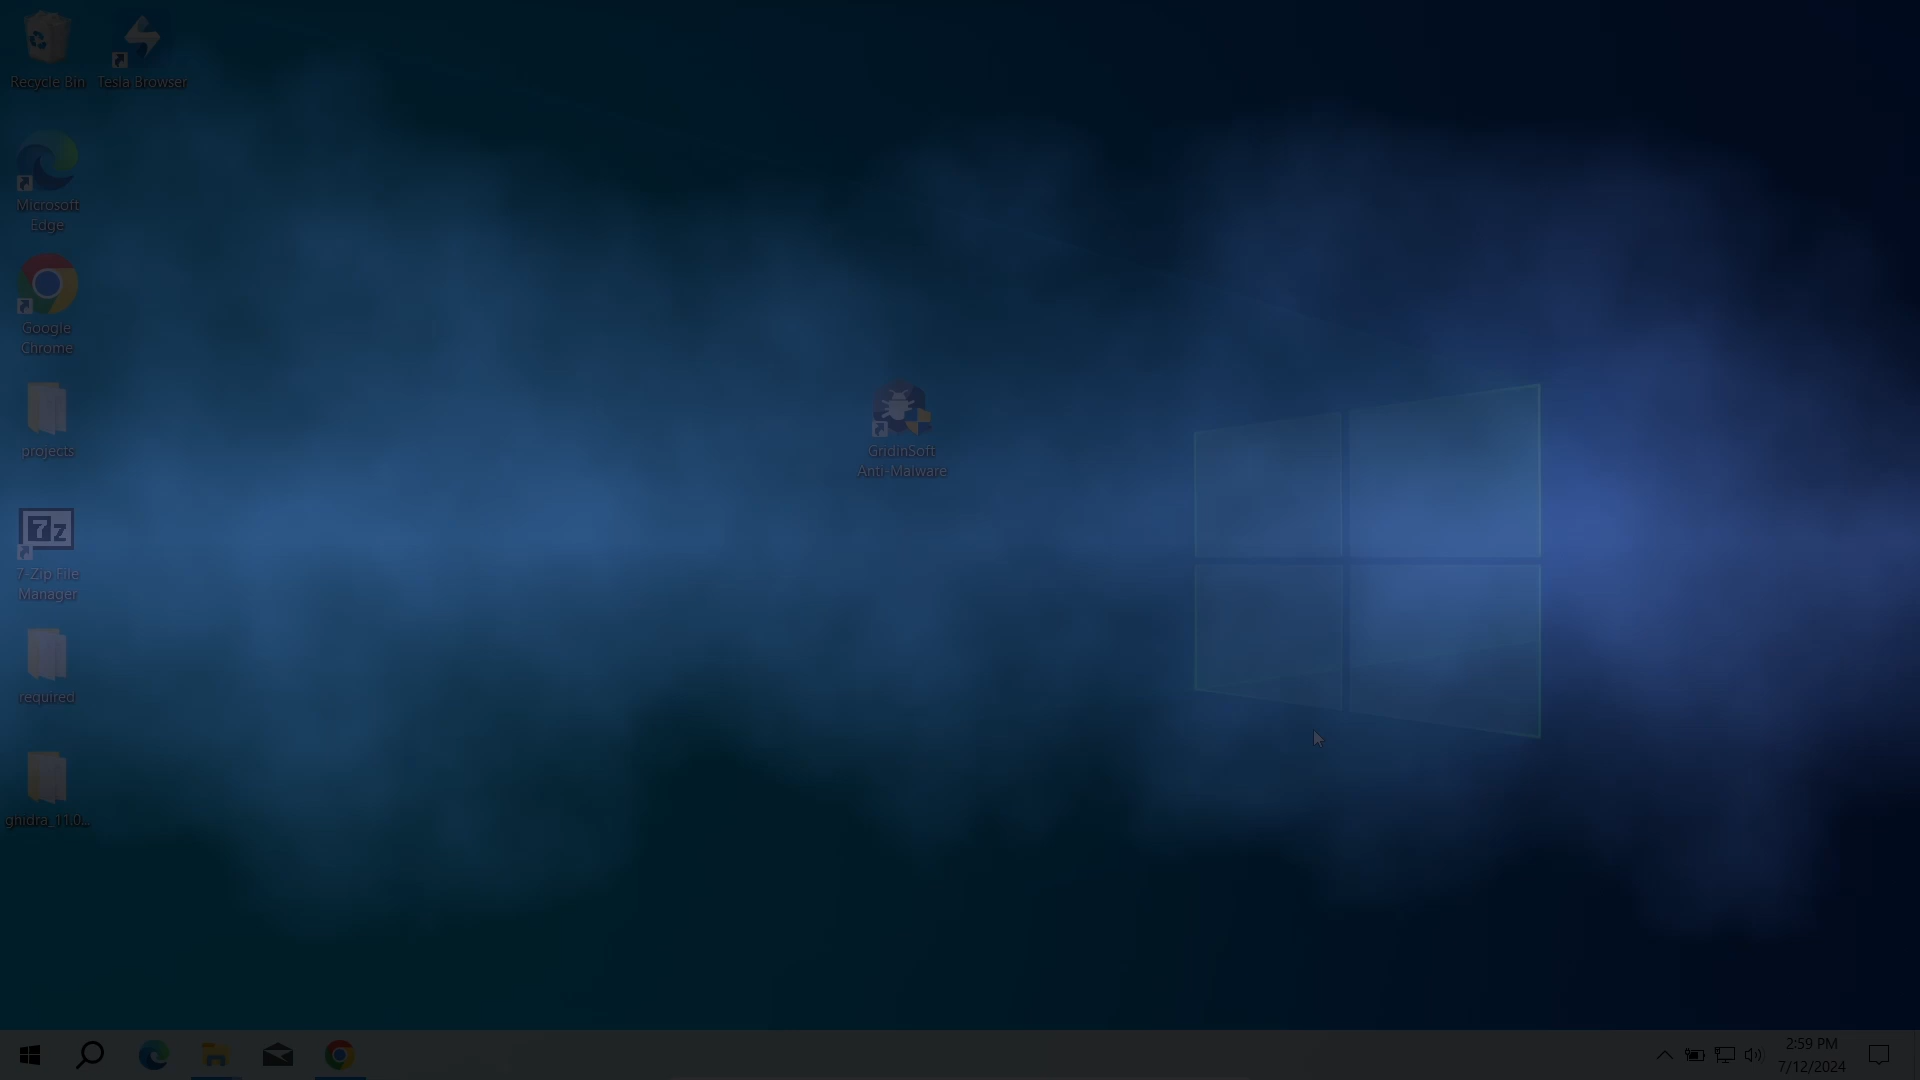 Recycle Bin
Tesla Browser
Microsoft
Edge
Google
Chrome
projects
GridinSoft
Anti-Malware
7z
7-Zip File
Manager
required
ghidra_11.0...
2:59 PM
7/12/2024